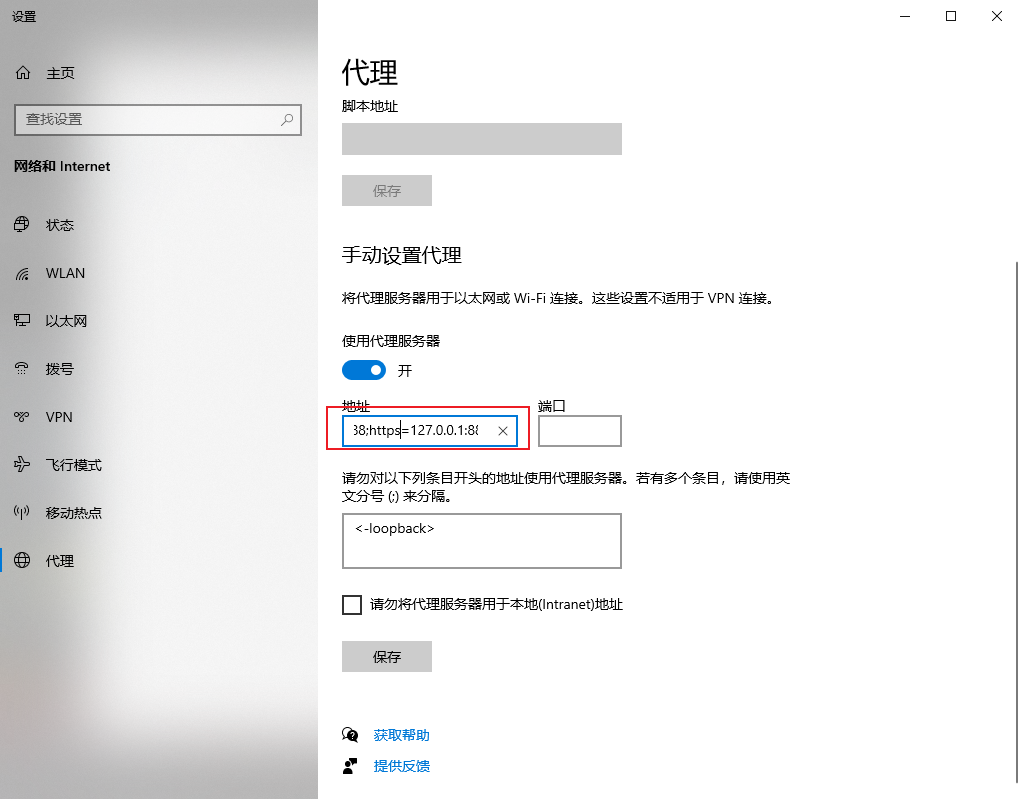 设置
主页
查找设置
网络和 Internet
状态
WLAN
以太网
拨号
VPN
飞行模式
移动热点
代理
代理
脚本地址
保存
手动设置代理
将代理服务器用于以太网或 Wi-Fi 连接。这些设置不适用于 VPN 连接。
使用代理服务器
开
地址 端口
38;https=127.0.0.1:88
请勿对以下列条目开头的地址使用代理服务器。若有多个条目，请使用英
文分号 (;) 来分隔。
<-loopback>
请勿将代理服务器用于本地(Intranet)地址
保存
获取帮助
提供反馈